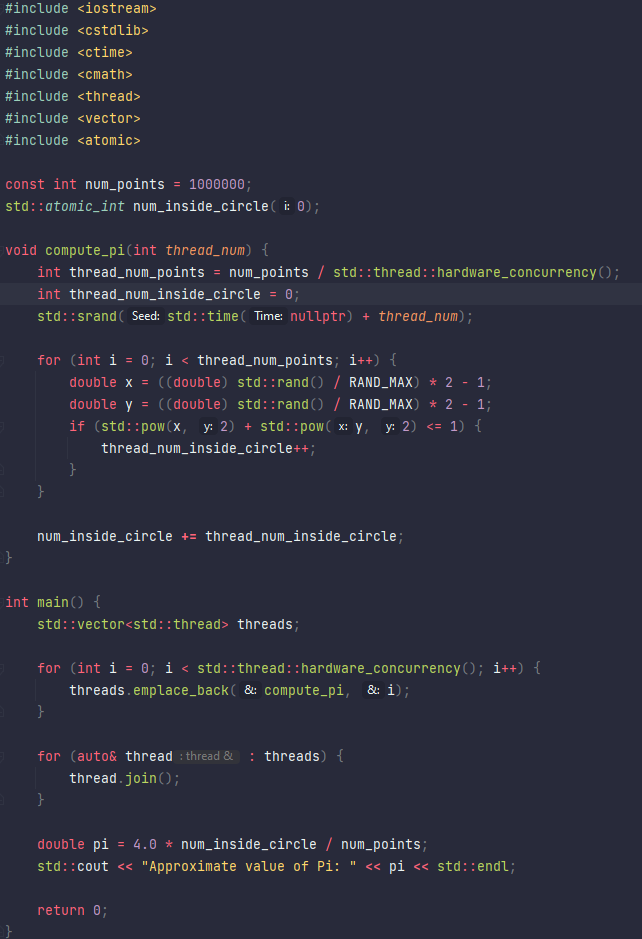 #include <iostream>
#include <cstdlib>
#include <ctime>
#include <cmath>
#include <thread>
#include <vector>
#include <atomic>
const int num_points = 1000000;
std::atomic_int num_inside_circle( i: 0);
void compute_pi(int thread_num) {
    int thread_num_points = num_points / std::thread::hardware_concurrency();
    int thread_num_inside_circle = 0;
    std::srand( Seed: std::time( Time: nullptr) + thread_num);
    for (int i = 0; i < thread_num_points; i++) {
        double x = ((double) std::rand() / RAND_MAX) * 2 - 1;
        double y = ((double) std::rand() / RAND_MAX) * 2 - 1;
        if (std::pow(x, y: 2) + std::pow( x: y, y: 2) <= 1) {
            thread_num_inside_circle++;
        }
    }
    num_inside_circle += thread_num_inside_circle;
}
int main() {
    std::vector<std::thread> threads;
    for (int i = 0; i < std::thread::hardware_concurrency(); i++) {
        threads.emplace_back( &: compute_pi, &: i);
    }
    for (auto& thread : thread & : threads) {
        thread.join();
    }
    double pi = 4.0 * num_inside_circle / num_points;
    std::cout << "Approximate value of Pi: " << pi << std::endl;
    return 0;
}